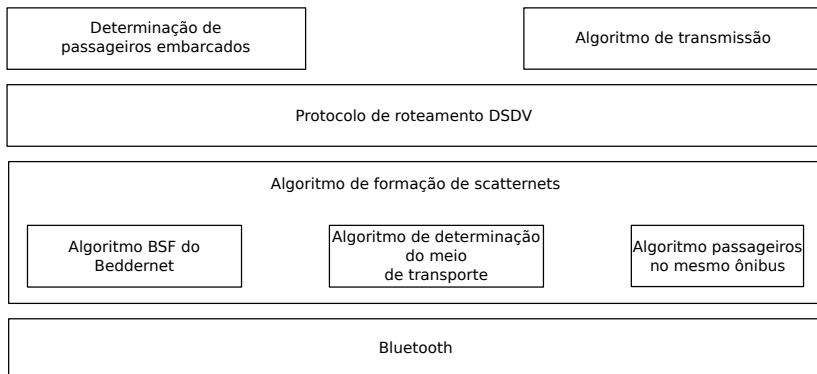 Determinação de
passageiros embarcados
Algoritmo de transmissão
Protocolo de roteamento DSDV
Algoritmo de formação de scatternets
Algoritmo BSF do
Beddernet
Algoritmo de determinação
do meio
de transporte
Algoritmo passageiros
no mesmo ônibus
Bluetooth